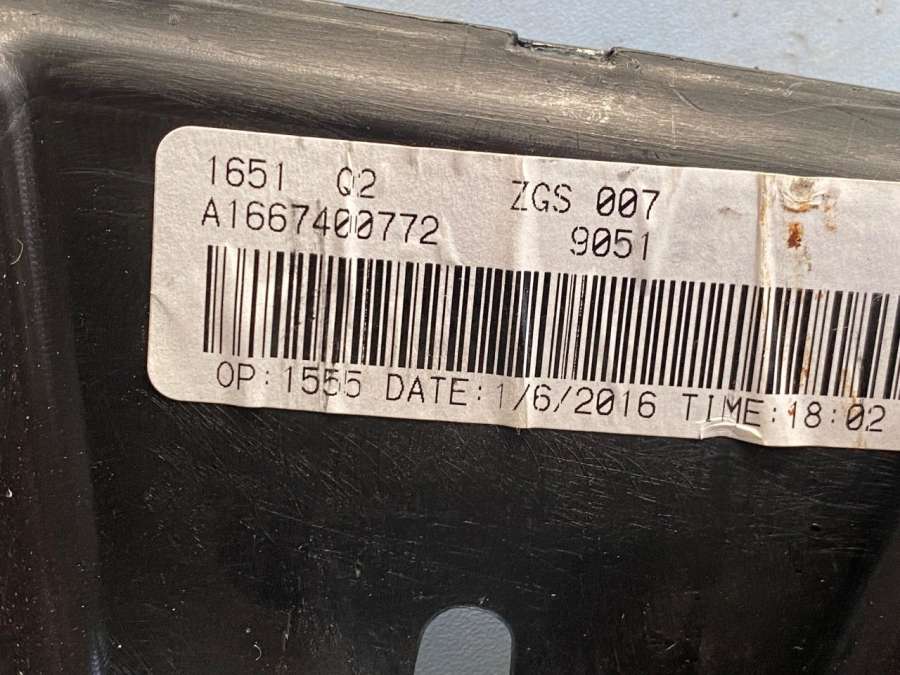 1651 Q2 ZGS 007
A1667400772 9051
OP:1555 DATE:1/6/2016 TIME:18:02